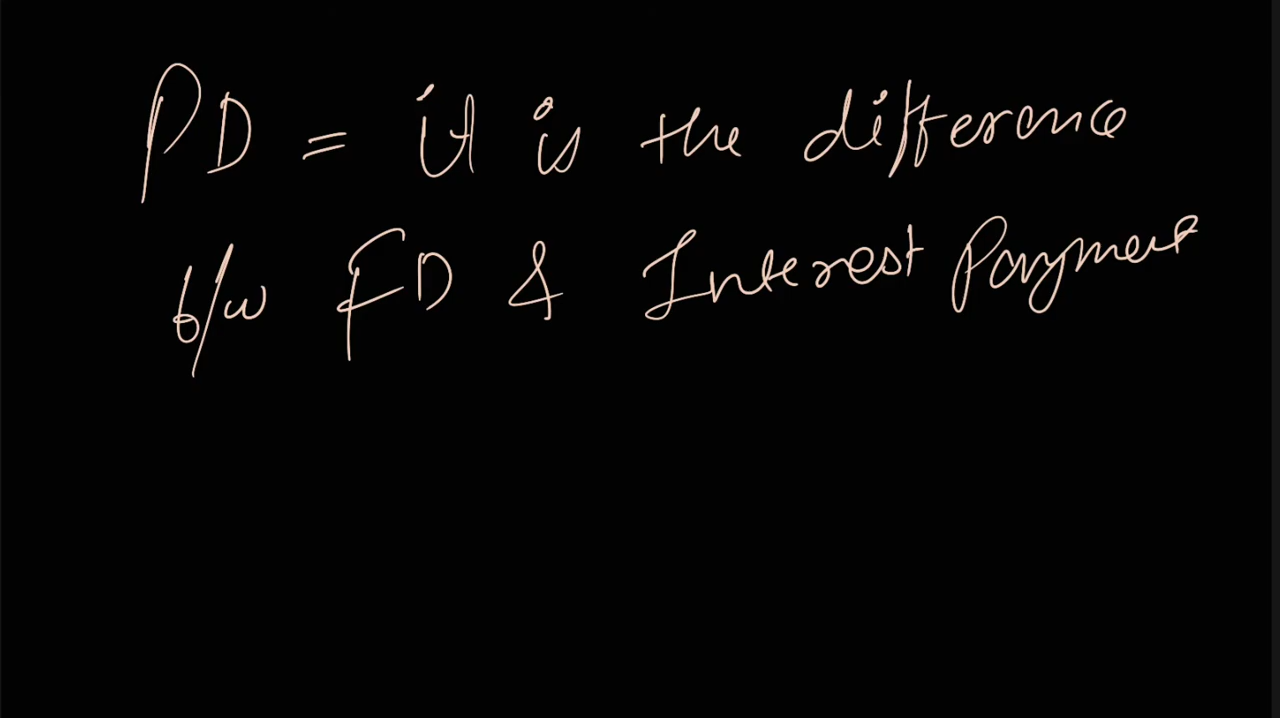 PD = it is the difference
b/w FD & Interest Payment